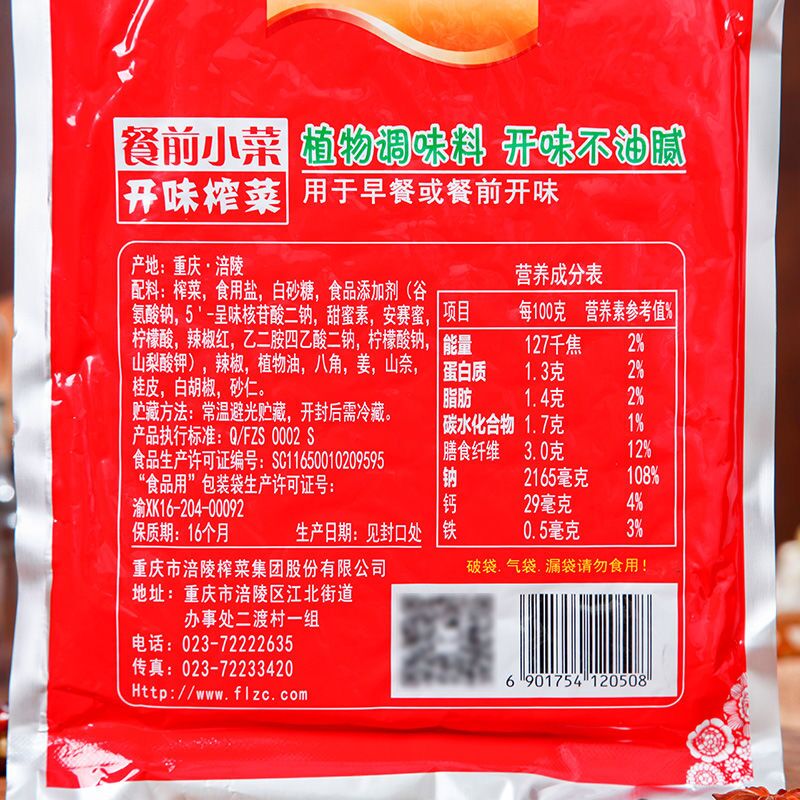 餐前小菜
开味榨菜
植物调味料 开味不油腻
用于早餐或餐前开味
产地：重庆·涪陵
配料：榨菜，食用盐，白砂糖，食品添加剂（谷
氨酸钠，5'-呈味核苷酸二钠，甜蜜素，安赛蜜，
柠檬酸，辣椒红，乙二胺四乙酸二钠，柠檬酸钠，
山梨酸钾），辣椒，植物油，八角，姜，山奈，
桂皮，白胡椒，砂仁。
贮藏方法：常温避光贮藏，开封后需冷藏。
产品执行标准：Q/FZS 0002 S
食品生产许可证编号：SC11650010209595
“食品用”包装袋生产许可证号：
渝XK16-204-00092
保质期：16个月 生产日期：见封口处
营养成分表
项目 每100克 营养素参考值%
能量 127千焦 2%
蛋白质 1.3克 2%
脂肪 1.4克 2%
碳水化合物 1.7克 1%
膳食纤维 3.0克 12%
钠 2165毫克 108%
钙 29毫克 4%
铁 0.5毫克 3%
破袋.气袋.漏袋请勿食用！
重庆市涪陵榨菜集团股份有限公司
地址：重庆市涪陵区江北街道
办事处二渡村一组
电话：023-72222635
传真：023-72233420
Http://www.flzc.com
6 901754 120508